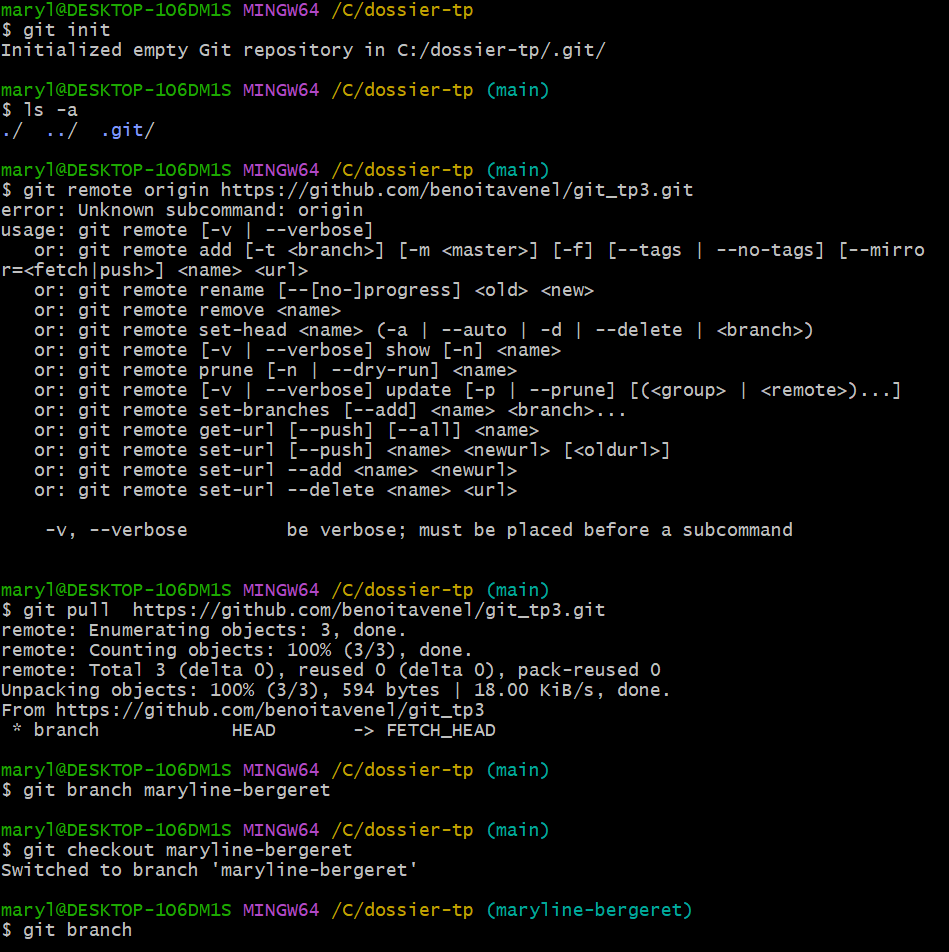 maryl@DESKTOP-1O6DM1S MINGW64 /C/dossier-tp
$ git init
Initialized empty Git repository in C:/dossier-tp/.git/
maryl@DESKTOP-1O6DM1S MINGW64 /C/dossier-tp (main)
$ ls -a
./  ../  .git/
maryl@DESKTOP-1O6DM1S MINGW64 /C/dossier-tp (main)
$ git remote origin https://github.com/benoitavenel/git_tp3.git
error: Unknown subcommand: origin
usage: git remote [-v | --verbose]
   or: git remote add [-t <branch>] [-m <master>] [-f] [--tags | --no-tags] [--mirro
r=<fetch|push>] <name> <url>
   or: git remote rename [--[no-]progress] <old> <new>
   or: git remote remove <name>
   or: git remote set-head <name> (-a | --auto | -d | --delete | <branch>)
   or: git remote [-v | --verbose] show [-n] <name>
   or: git remote prune [-n | --dry-run] <name>
   or: git remote [-v | --verbose] update [-p | --prune] [(<group> | <remote>)...]
   or: git remote set-branches [--add] <name> <branch>...
   or: git remote get-url [--push] [--all] <name>
   or: git remote set-url [--push] <name> <newurl> [<oldurl>]
   or: git remote set-url --add <name> <newurl>
   or: git remote set-url --delete <name> <url>
    -v, --verbose         be verbose; must be placed before a subcommand
maryl@DESKTOP-1O6DM1S MINGW64 /C/dossier-tp (main)
$ git pull  https://github.com/benoitavenel/git_tp3.git
remote: Enumerating objects: 3, done.
remote: Counting objects: 100% (3/3), done.
remote: Total 3 (delta 0), reused 0 (delta 0), pack-reused 0
Unpacking objects: 100% (3/3), 594 bytes | 18.00 KiB/s, done.
From https://github.com/benoitavenel/git_tp3
 * branch            HEAD       -> FETCH_HEAD
maryl@DESKTOP-1O6DM1S MINGW64 /C/dossier-tp (main)
$ git branch maryline-bergeret
maryl@DESKTOP-1O6DM1S MINGW64 /C/dossier-tp (main)
$ git checkout maryline-bergeret
Switched to branch 'maryline-bergeret'
maryl@DESKTOP-1O6DM1S MINGW64 /C/dossier-tp (maryline-bergeret)
$ git branch